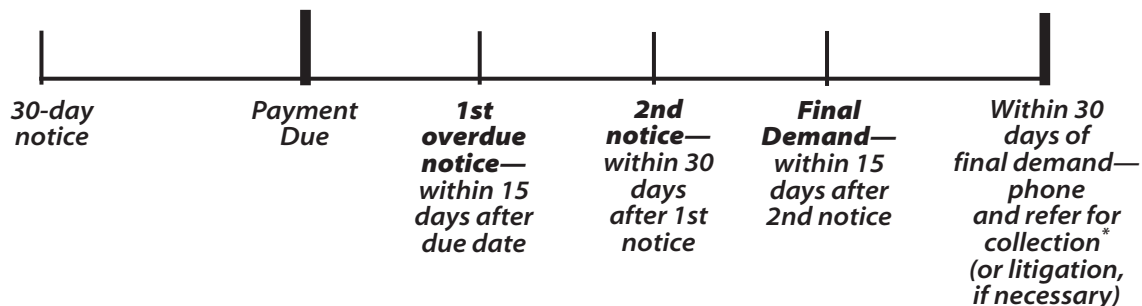 30-day
notice
Payment
Due
1st
overdue
notice—
within 15
days after
due date
2nd
notice—
within 30
days
after 1st
notice
Final
Demand—
within 15
days after
2nd notice
Within 30
days of
final demand—
phone
and refer for
collection*
(or litigation,
if necessary)